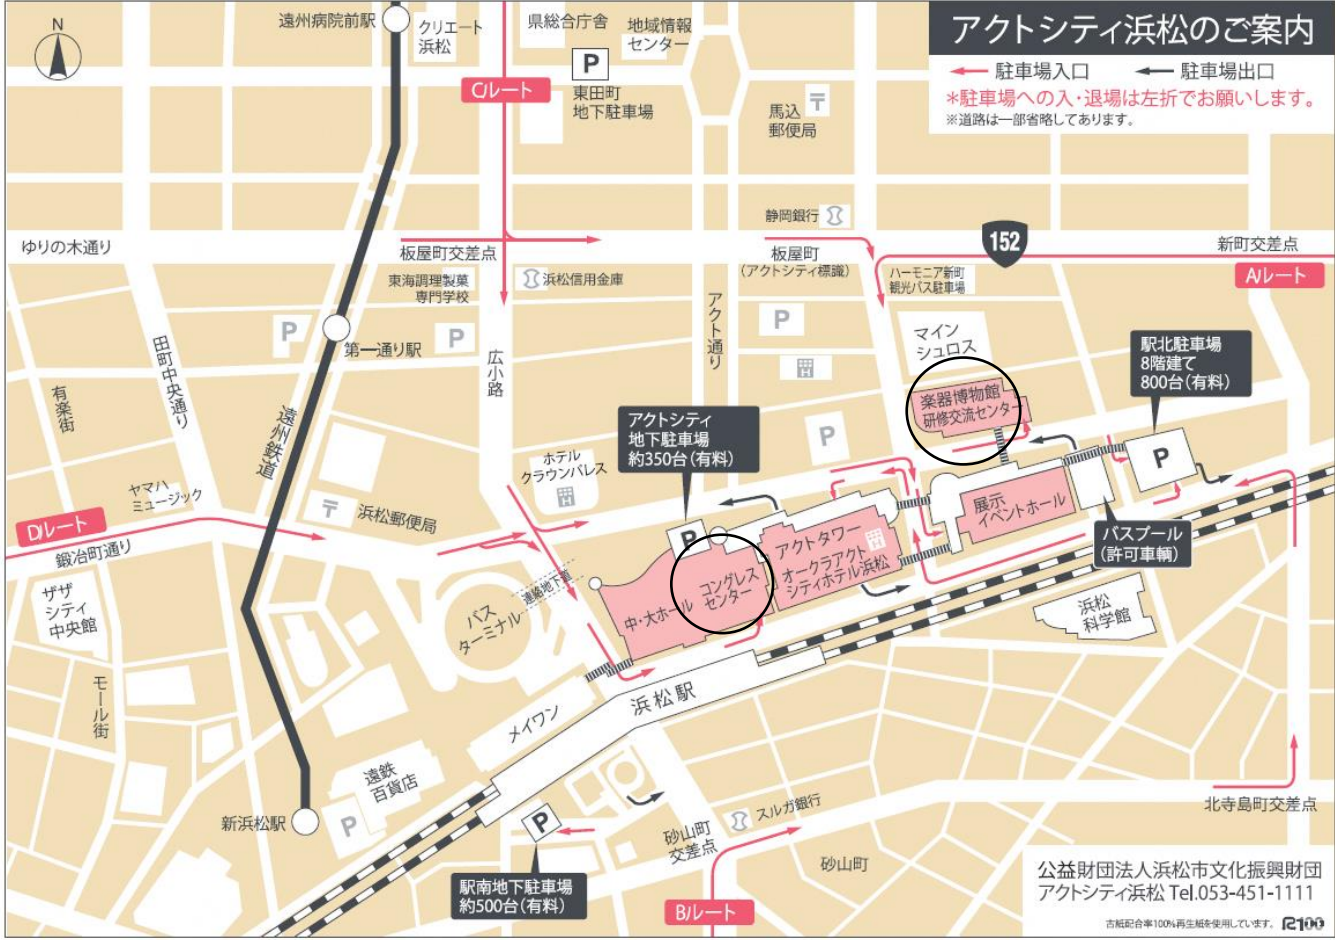 アクトシティ浜松のご案内
駐車場入口
駐車場出口
*駐車場への入・退場は左折でお願いします。
※道路は一部省略してあります。
N
遠州病院前駅
クリエート
浜松
県総合庁舎
地域情報
センター
Cルート
P
東田町
地下駐車場
馬込
郵便局
静岡銀行
ゆりの木通り
板屋町交差点
板屋町
(アクトシティ標識)
152
新町交差点
Aルート
東海調理製菓
専門学校
浜松信用金庫
ハーモニア新町
観光バス駐車場
P
第一通り駅
P
広小路
アクト通り
P
H
マイン
シュロス
駅北駐車場
8階建て
800台(有料)
田町中央通り
有楽街
遠州鉄道
楽器博物館
研修交流センター
アクトシティ
地下駐車場
約350台(有料)
P
P
ホテル
クラウンパレス
H
ヤマハ
ミュージック
浜松郵便局
Dルート
鍛冶町通り
展示
イベントホール
バスプール
(許可車輌)
P
アクトタワー
H
オークラアクト
シティホテル浜松
コングレス
センター
中・大ホール
連絡地下道
バス
ターミナル
ザザ
シティ
中央館
浜松
科学館
モール街
浜松駅
メイワン
遠鉄
百貨店
新浜松駅
P
P
スルガ銀行
砂山町
交差点
砂山町
北寺島町交差点
駅南地下駐車場
約500台(有料)
Bルート
公益財団法人浜松市文化振興財団
アクトシティ浜松 Tel.053-451-1111
古紙配合率100%再生紙を使用しています。
R100